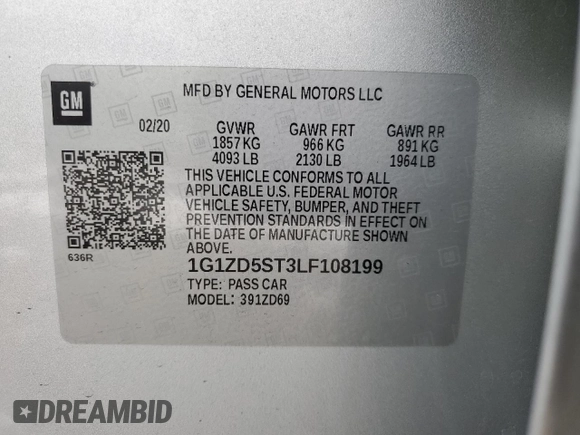 GM
MFD BY GENERAL MOTORS LLC
02/20 GVWR GAWR FRT GAWR RR
1857 KG 966 KG 891 KG
4093 LB 2130 LB 1964 LB
THIS VEHICLE CONFORMS TO ALL
APPLICABLE U.S. FEDERAL MOTOR
VEHICLE SAFETY, BUMPER, AND THEFT
PREVENTION STANDARDS IN EFFECT ON
THE DATE OF MANUFACTURE SHOWN
ABOVE.
636R
1G1ZD5ST3LF108199
TYPE: PASS CAR
MODEL: 391ZD69
DREAMBID